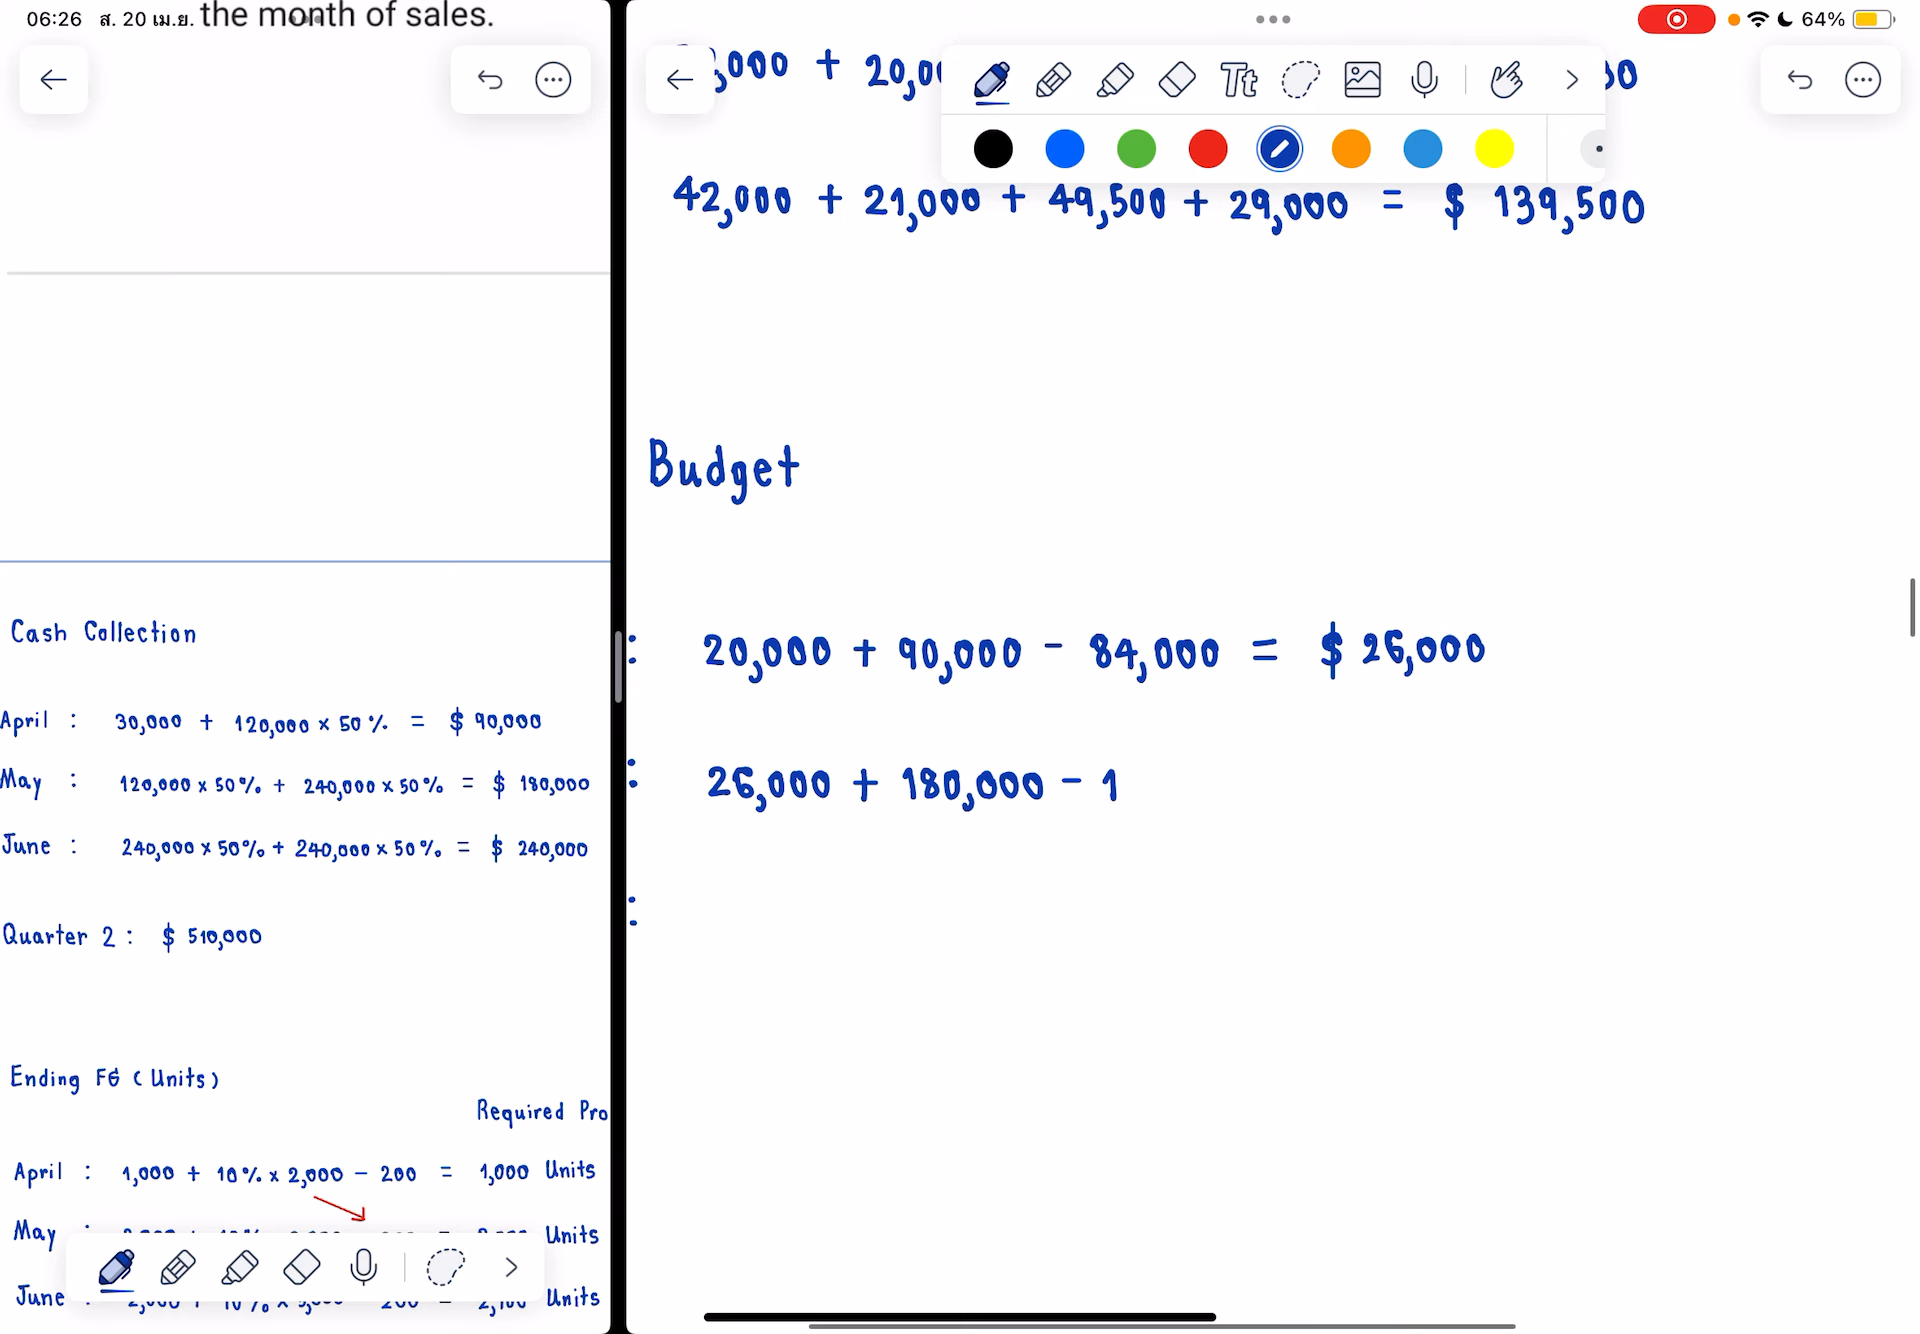 06:26 ส. 20 เม.ย.
the month of sales.
Cash Collection
April : 30,000 + 120,000 x 50 % = $ 90,000
May : 120,000 x 50% + 240,000 x 50% = $ 180,000
June : 240,000 x 50% + 240,000 x 50% = $ 240,000
Quarter 2 : $ 510,000
Ending FG (Units)
Required Pro
April : 1,000 + 10% x 2,000 - 200 = 1,000 Units
May : Units
June Units
64%
,000 + 20,00
Tt
42,000 + 21,000 + 49,500 + 29,000 = $ 139,500
Budget
: 20,000 + 90,000 - 84,000 = $ 26,000
: 26,000 + 180,000 - 1
: